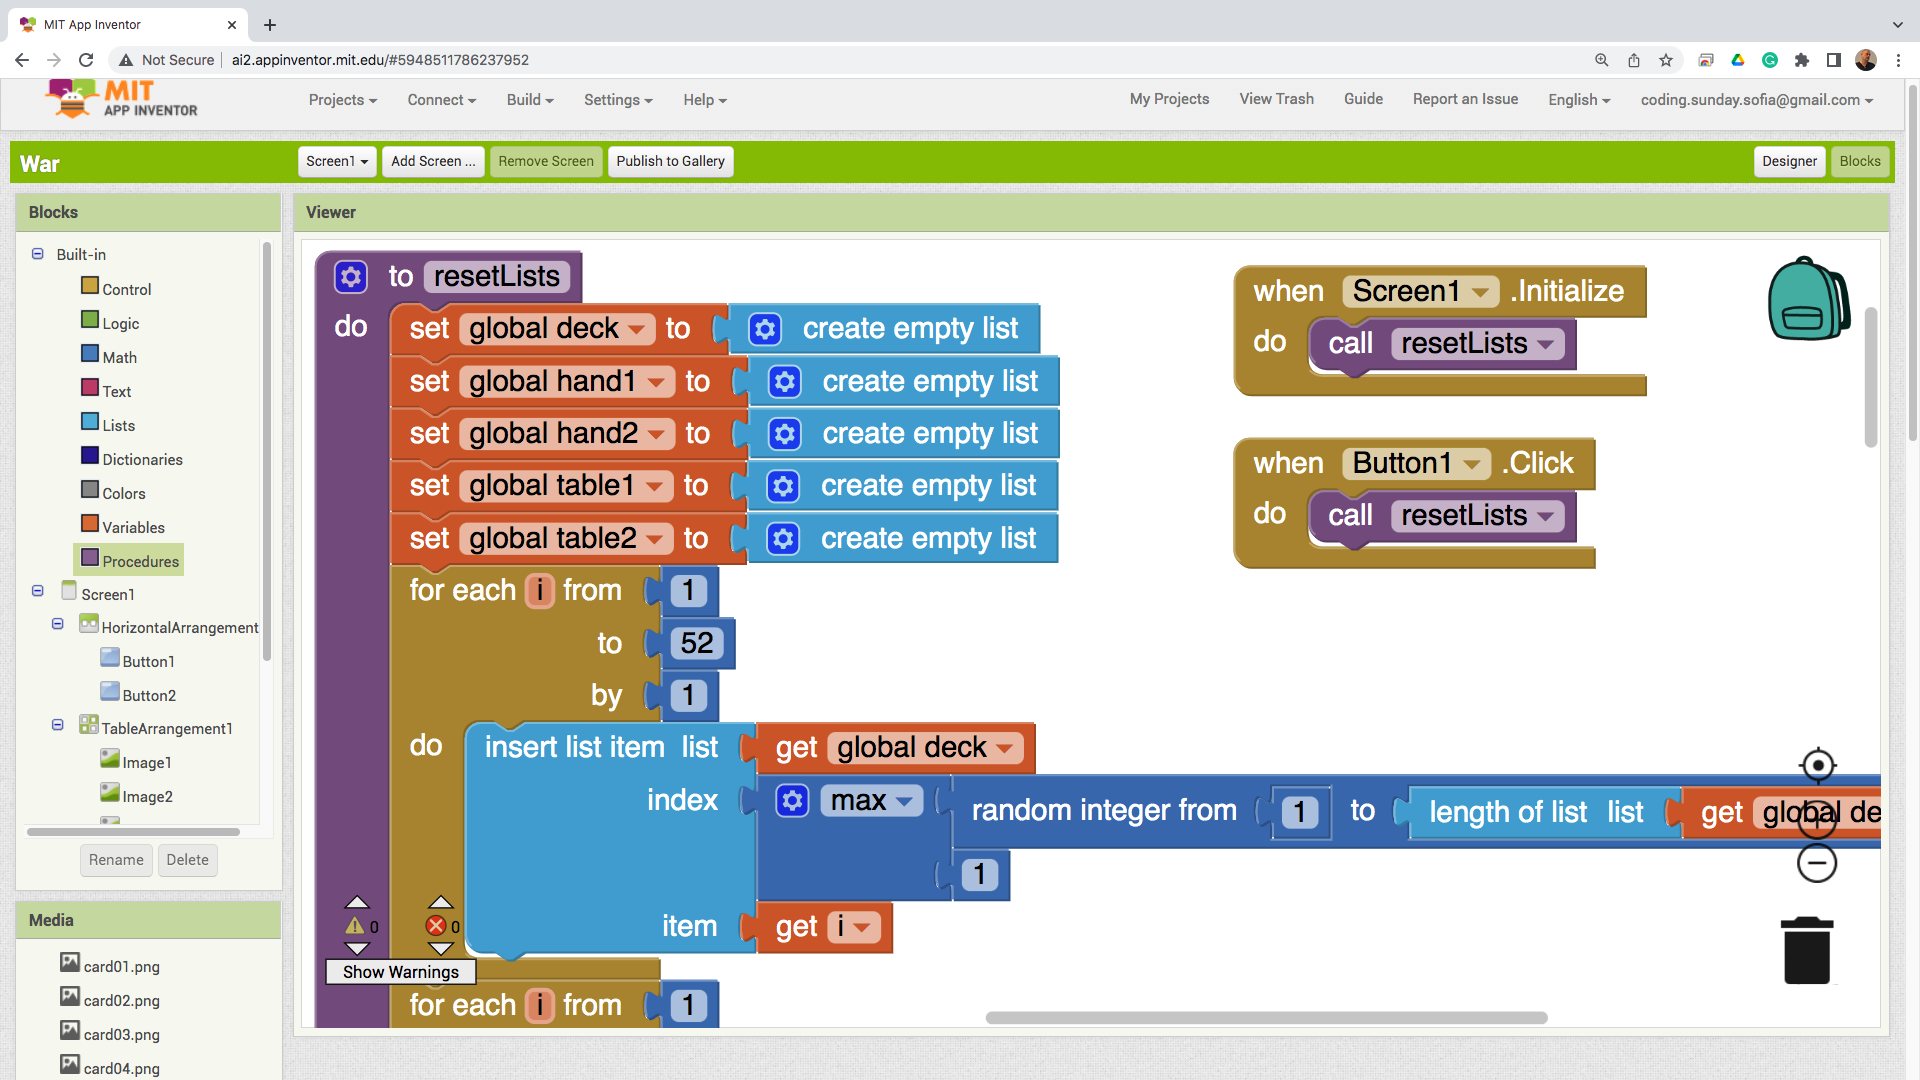 MIT App Inventor
Not Secure
ai2.appinventor.mit.edu/#5948511786237952
MIT
APP INVENTOR
Projects
Connect
Build
Settings
Help
My Projects
View Trash
Guide
Report an Issue
English
coding.sunday.sofia@gmail.com
War
Screen1
Add Screen ...
Remove Screen
Publish to Gallery
Designer
Blocks
Blocks
Built-in
Control
Logic
Math
Text
Lists
Dictionaries
Colors
Variables
Procedures
Screen1
HorizontalArrangement
Button1
Button2
TableArrangement1
Image1
Image2
Rename
Delete
Media
card01.png
card02.png
card03.png
card04.png
Viewer
to resetLists
do set global deck to create empty list
set global hand1 to create empty list
set global hand2 to create empty list
set global table1 to create empty list
set global table2 to create empty list
for each i from 1
to 52
by 1
do insert list item list get global deck
index max random integer from 1 to length of list list get global de
1
item get i
for each i from 1
when Screen1 .Initialize
do call resetLists
when Button1 .Click
do call resetLists
0 0
Show Warnings